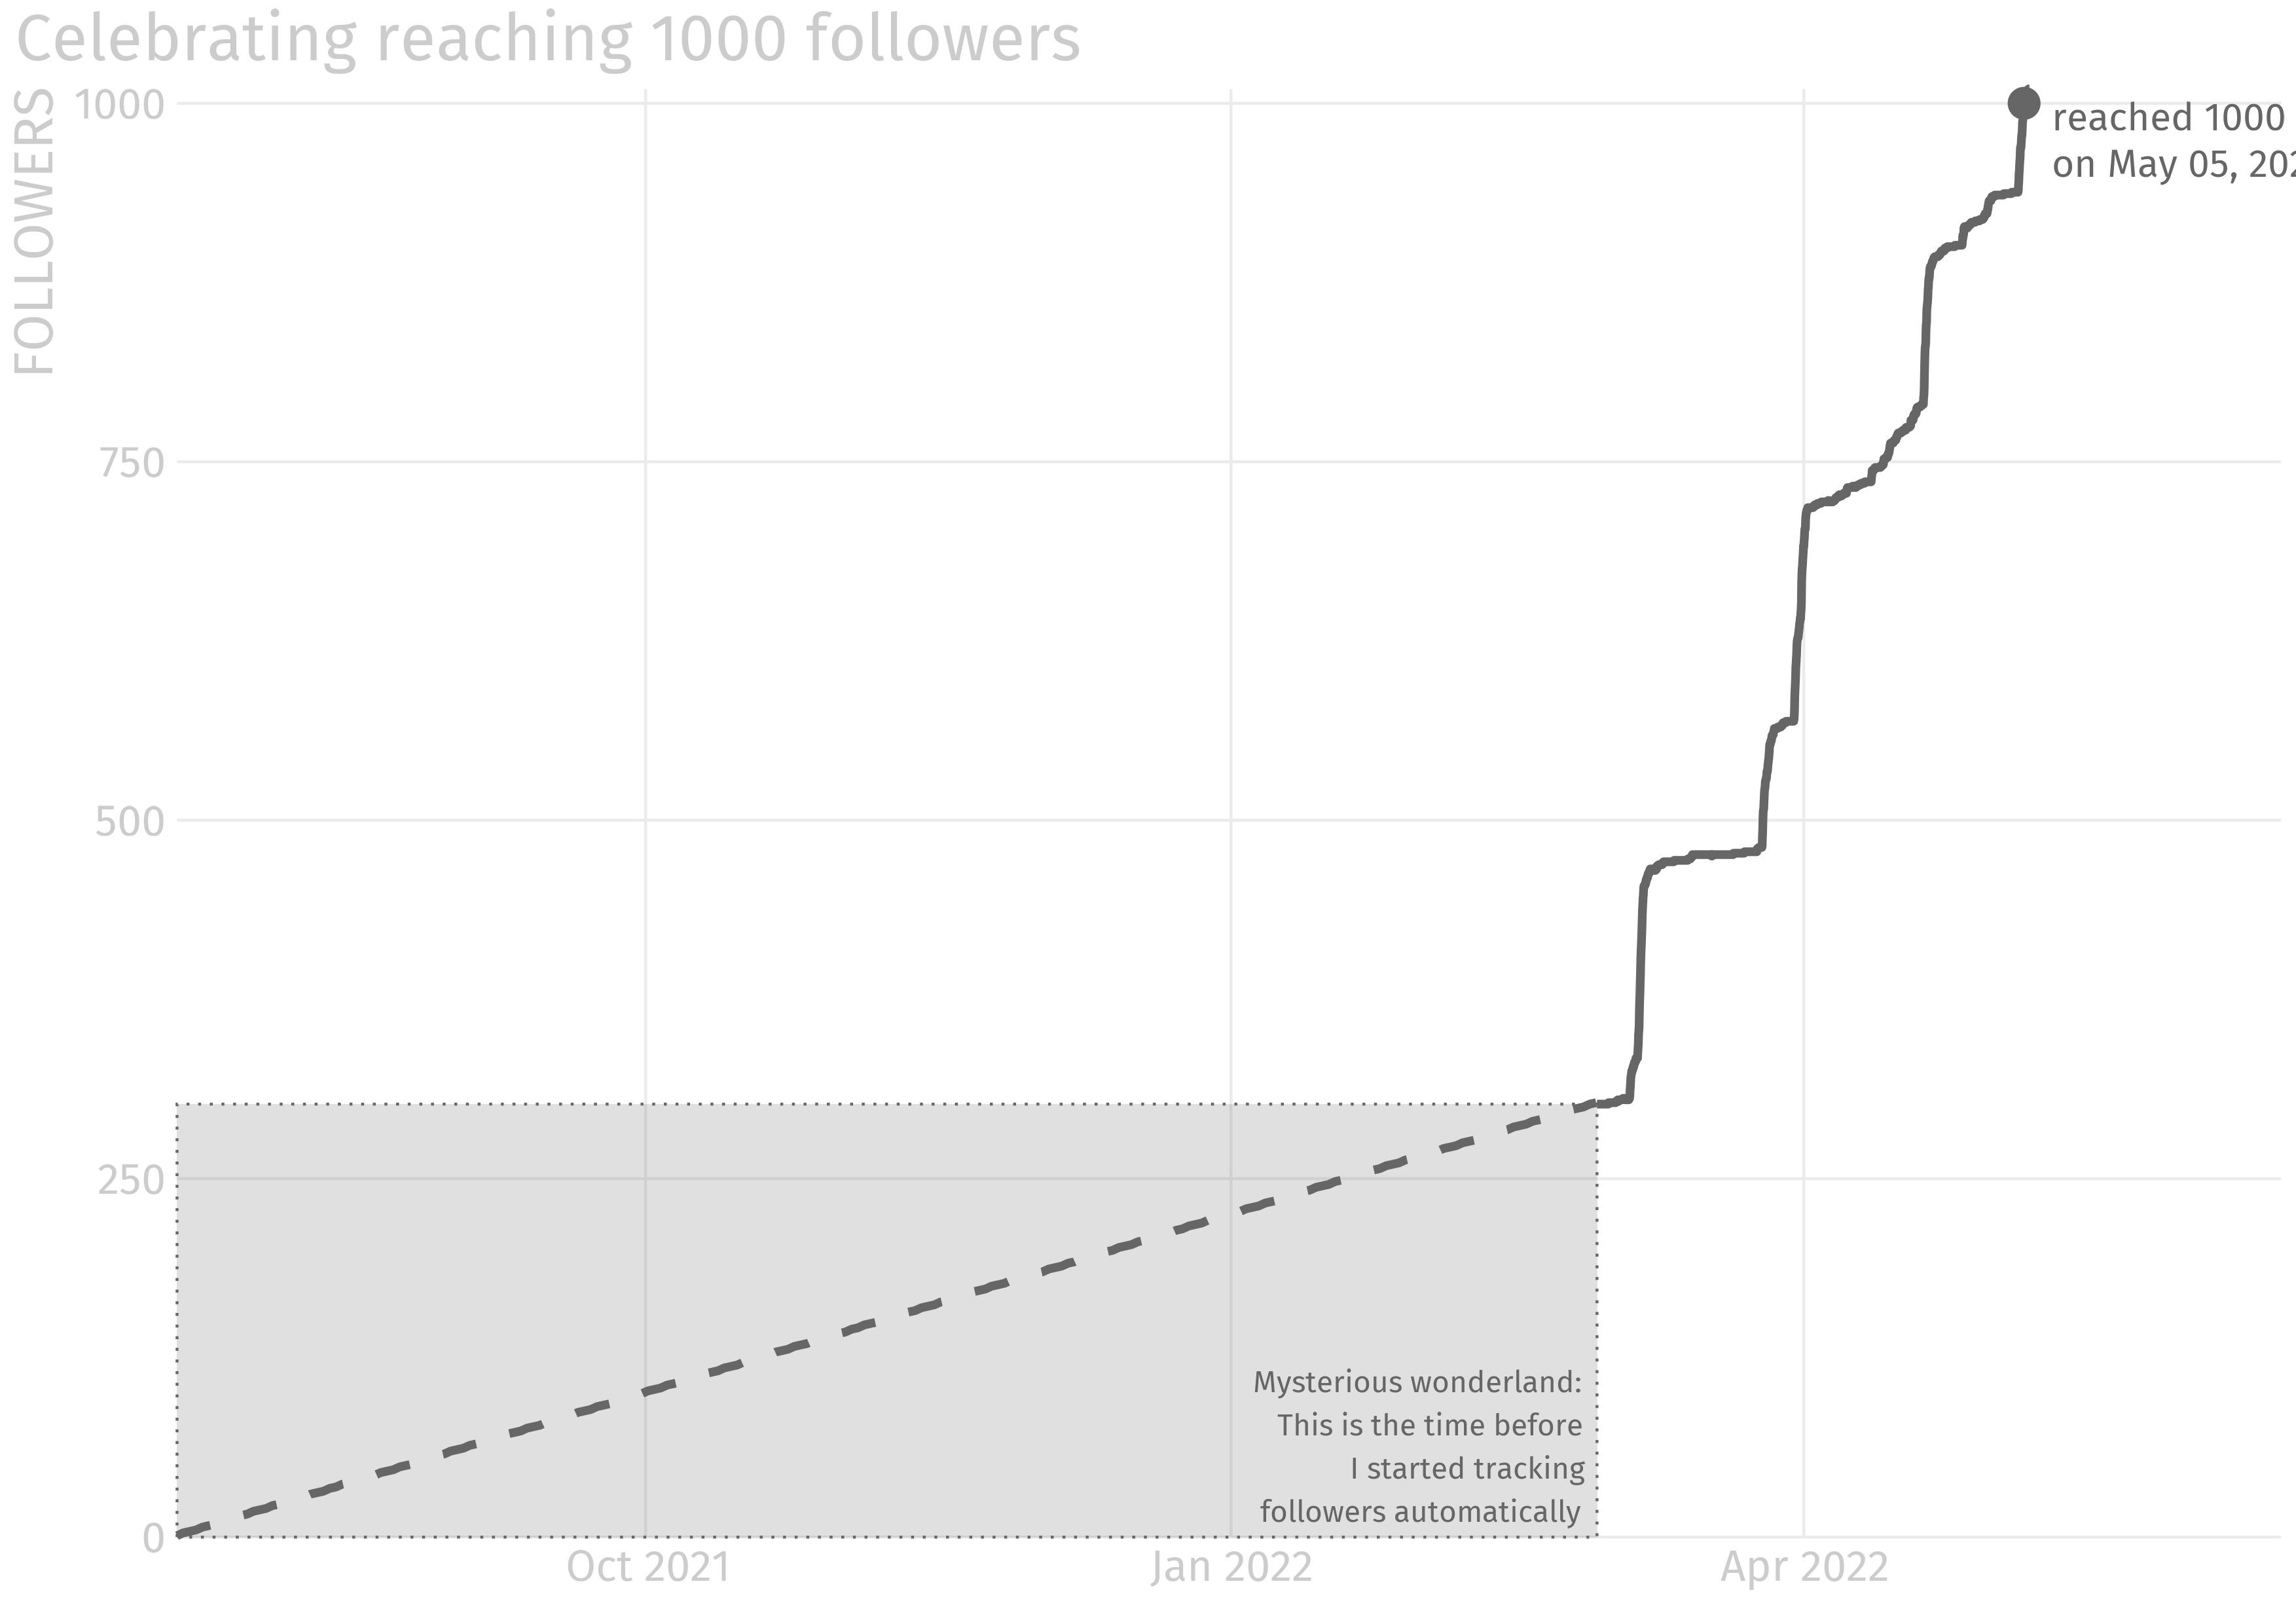 Celebrating reaching 1000 followers
FOLLOWERS
1000
750
500
250
0
reached 1000
on May 05, 202
Mysterious wonderland:
This is the time before
I started tracking
followers automatically
Oct 2021
Jan 2022
Apr 2022